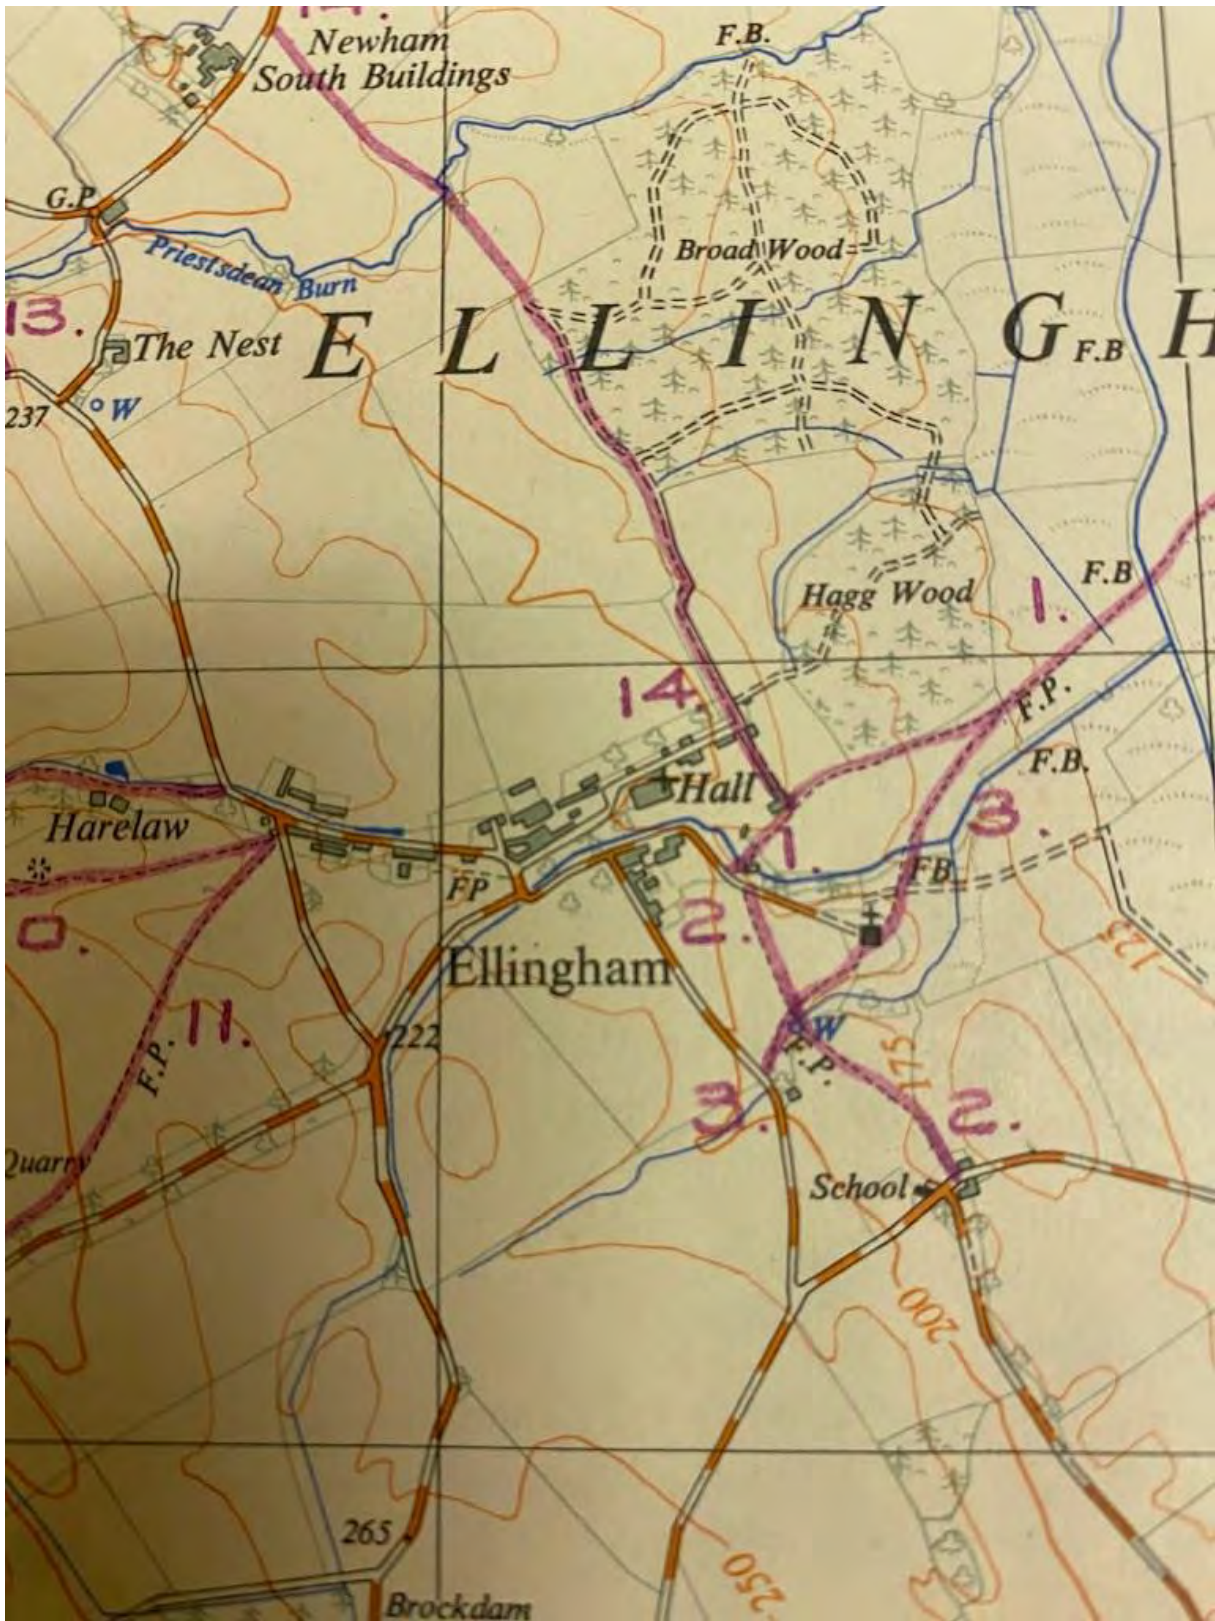 14.
Newham
South Buildings
F.B.
G.P.
Priestsdean Burn
Broad Wood
13.
The Nest
E L L I N G H
F.B
W
237
F.B
Hagg Wood
1.
14.
F.P.
F.B.
Hall
Harelaw
3.
1.
FP
FB
2.
Ellingham
125
11.
222
W
F.P.
F.P.
175
3.
2.
Quarry
School
200
265
250
Brockdam